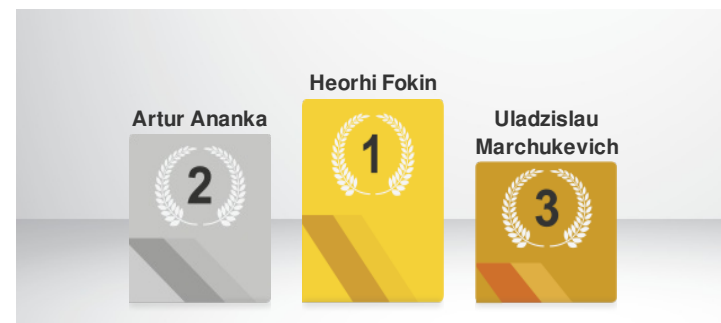 Heorhi Fokin
1
Artur Ananka
2
Uladzislau
Marchukevich
3